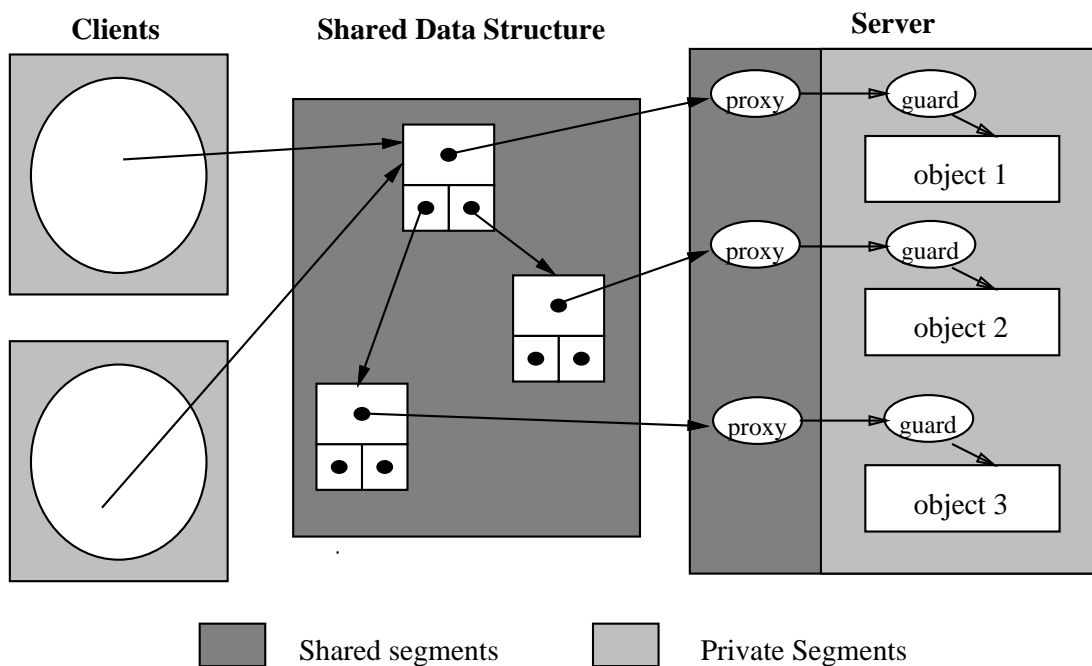 Clients
Shared Data Structure
Server
proxy
guard
object 1
proxy
guard
object 2
proxy
guard
object 3
Shared segments
Private Segments